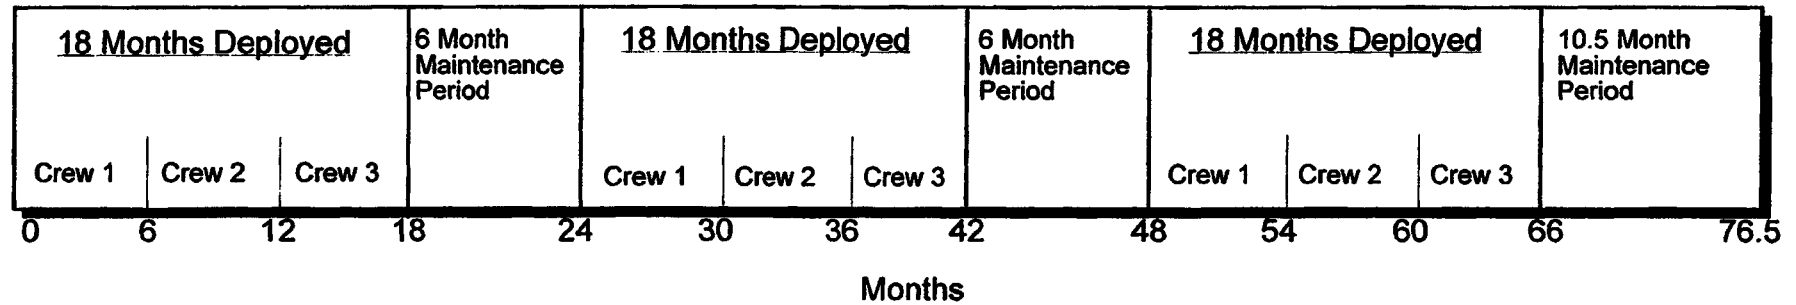 18 Months Deployed
6 Month
Maintenance
Period
18 Months Deployed
6 Month
Maintenance
Period
18 Months Deployed
10.5 Month
Maintenance
Period
Crew 1 Crew 2 Crew 3
Crew 1 Crew 2 Crew 3
Crew 1 Crew 2 Crew 3
0 6 12 18 24 30 36 42 48 54 60 66 76.5
Months